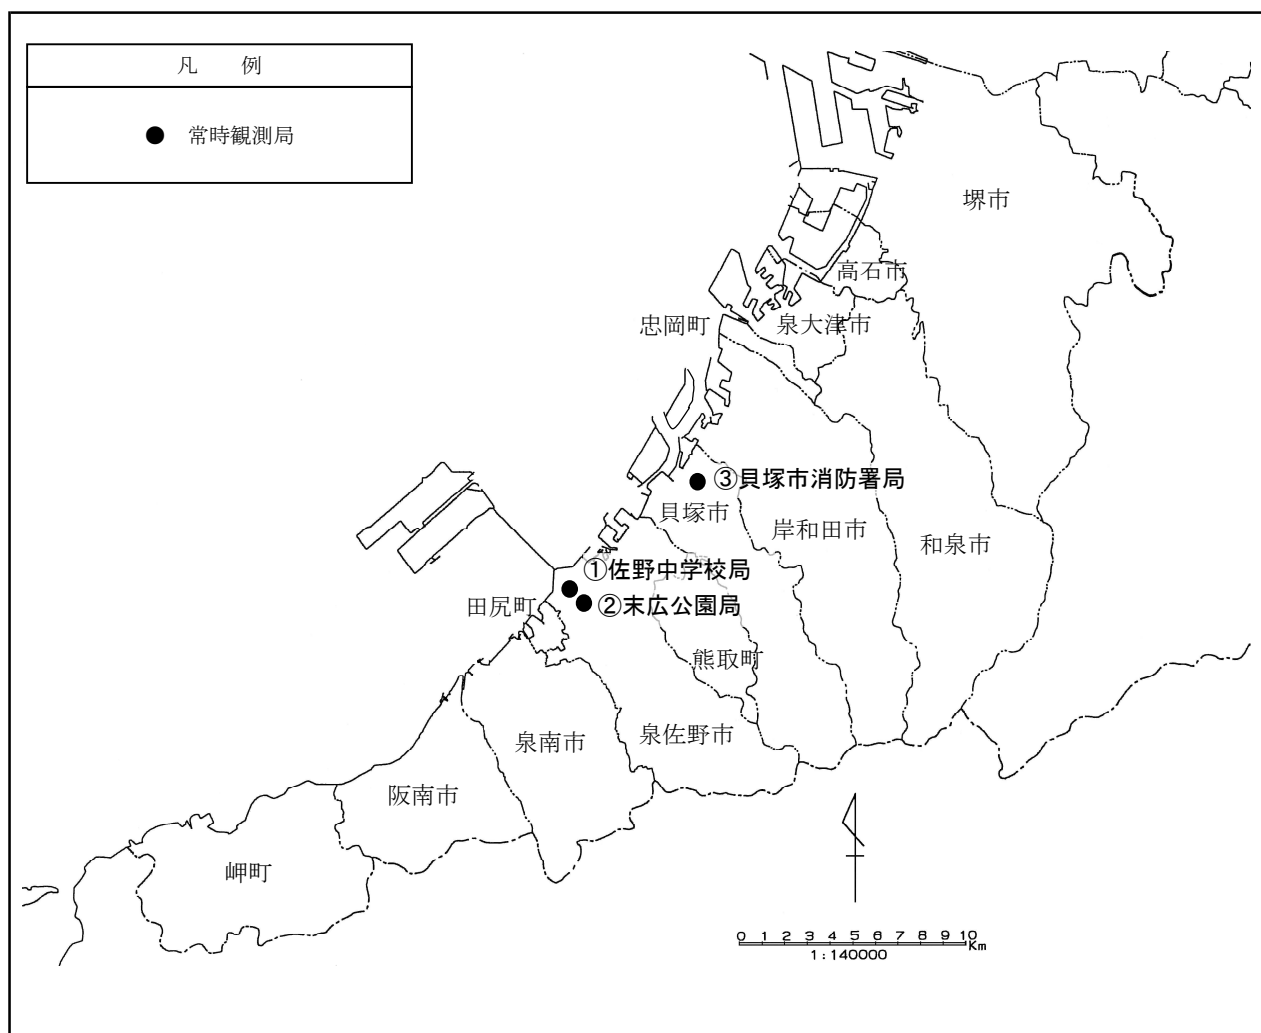 凡 例
● 常時観測局
堺市
高石市
忠岡町
泉大津市
③貝塚市消防署局
貝塚市
岸和田市
和泉市
①佐野中学校局
②末広公園局
田尻町
熊取町
泉南市
泉佐野市
阪南市
岬町
0 1 2 3 4 5 6 7 8 9 10
Km
1:140000